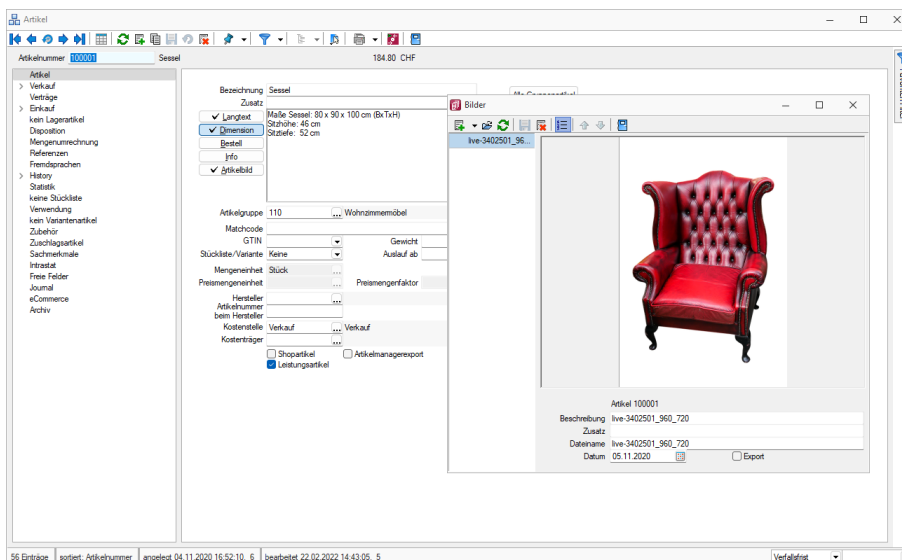 Artikel
Artikelnummer 100001 Sessel 184.80 CHF
Artikel
Verkauf
Verträge
Einkauf
kein Lagerartikel
Disposition
Mengenumrechnung
Referenzen
Fremdsprachen
History
Statistik
keine Stückliste
Verwendung
kein Variantenartikel
Zubehör
Zuschlagsartikel
Sachmerkmale
Intrastat
Freie Felder
Journal
eCommerce
Archiv
Bezeichnung Sessel
Zusatz
Langtext
Dimension
Bestell
Info
Artikelbild
Maße Sessel: 80 x 90 x 100 cm (BxTxH)
Sitzhöhe: 46 cm
Sitztiefe: 52 cm
Artikelgruppe 110 ... Wohnzimmermöbel
Matchcode
GTIN Gewicht
Stückliste/Variante Keine Auslauf ab
Mengeneinheit Stück ...
Preismengeneinheit ... Preismengenfaktor
Hersteller ...
Artikelnummer
beim Hersteller
Kostenstelle Verkauf ... Verkauf
Kostenträger ...
Shopartikel Artikelmanagerexport
Leistungsartikel
Bilder
live-3402501_96...
Artikel 100001
Beschreibung live-3402501_960_720
Zusatz
Dateiname live-3402501_960_720
Datum 05.11.2020 Export
56 Einträge sortiert: Artikelnummer angelegt 04.11.2020 16:52:10, 6 bearbeitet 22.02.2022 14:43:05, 5 Verfallsfrist